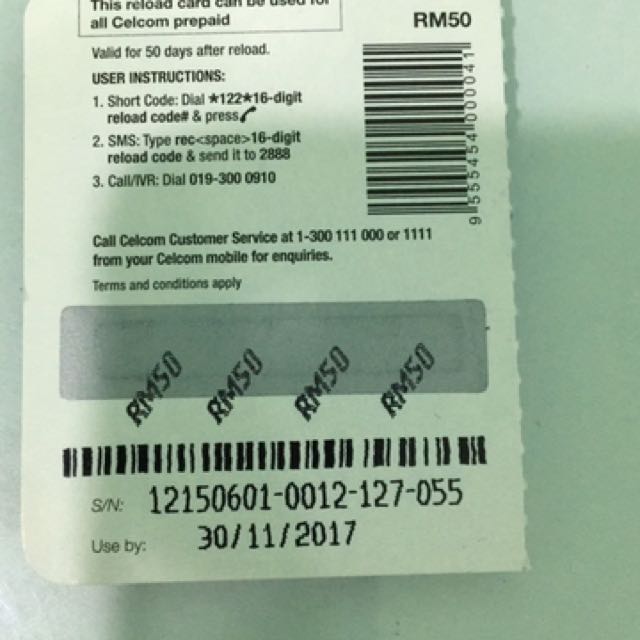 This reload card can be used for
all Celcom prepaid
RM50
Valid for 50 days after reload.
USER INSTRUCTIONS:
1. Short Code: Dial *122*16-digit
reload code# & press
2. SMS: Type rec<space>16-digit
reload code & send it to 2888
3. Call/IVR: Dial 019-300 0910
9 555454 000041
Call Celcom Customer Service at 1-300 111 000 or 1111
from your Celcom mobile for enquiries.
Terms and conditions apply
RM50 RM50 RM50 RM50
S/N: 12150601-0012-127-055
Use by: 30/11/2017